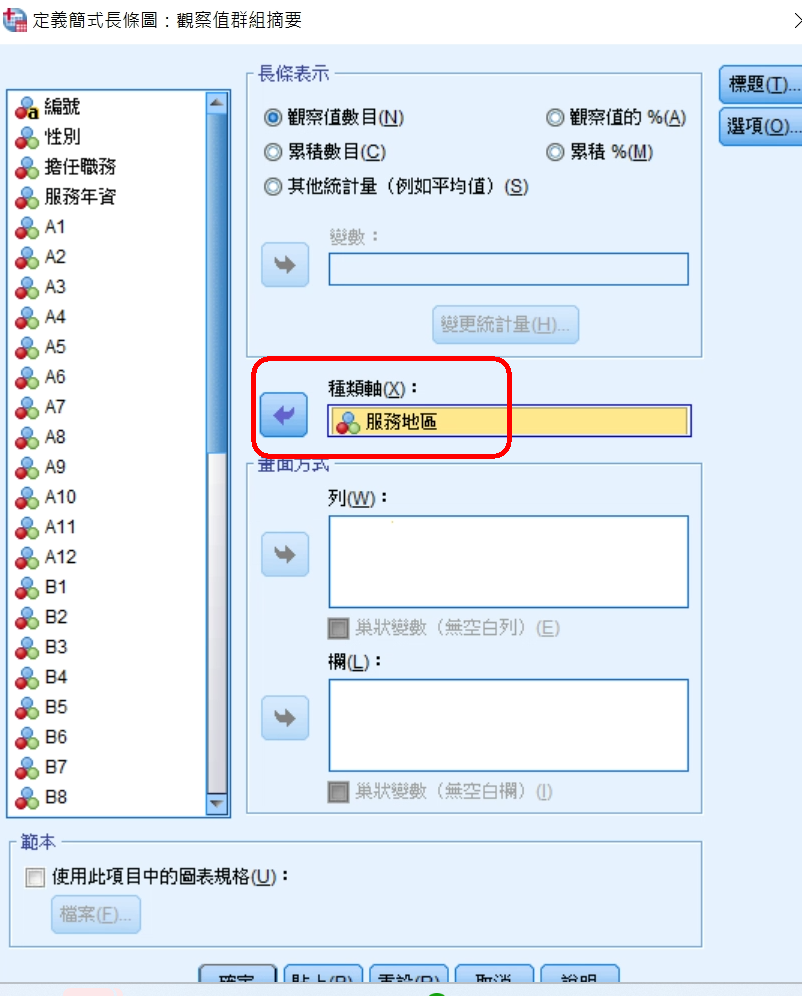 定義簡式長條圖：觀察值群組摘要
編號
性別
擔任職務
服務年資
A1
A2
A3
A4
A5
A6
A7
A8
A9
A10
A11
A12
B1
B2
B3
B4
B5
B6
B7
B8
長條表示
觀察值數目(N)
觀察值的 %(A)
累積數目(C)
累積 %(M)
其他統計量（例如平均值）(S)
變數：
變更統計量(H)...
種類軸(X)：
服務地區
畫面方式
列(W)：
巢狀變數（無空白列）(E)
欄(L)：
巢狀變數（無空白欄）(I)
標題(T)...
選項(O)...
範本
使用此項目中的圖表規格(U)：
檔案(F)...
確定
貼上(P)
重設(R)
取消
說明